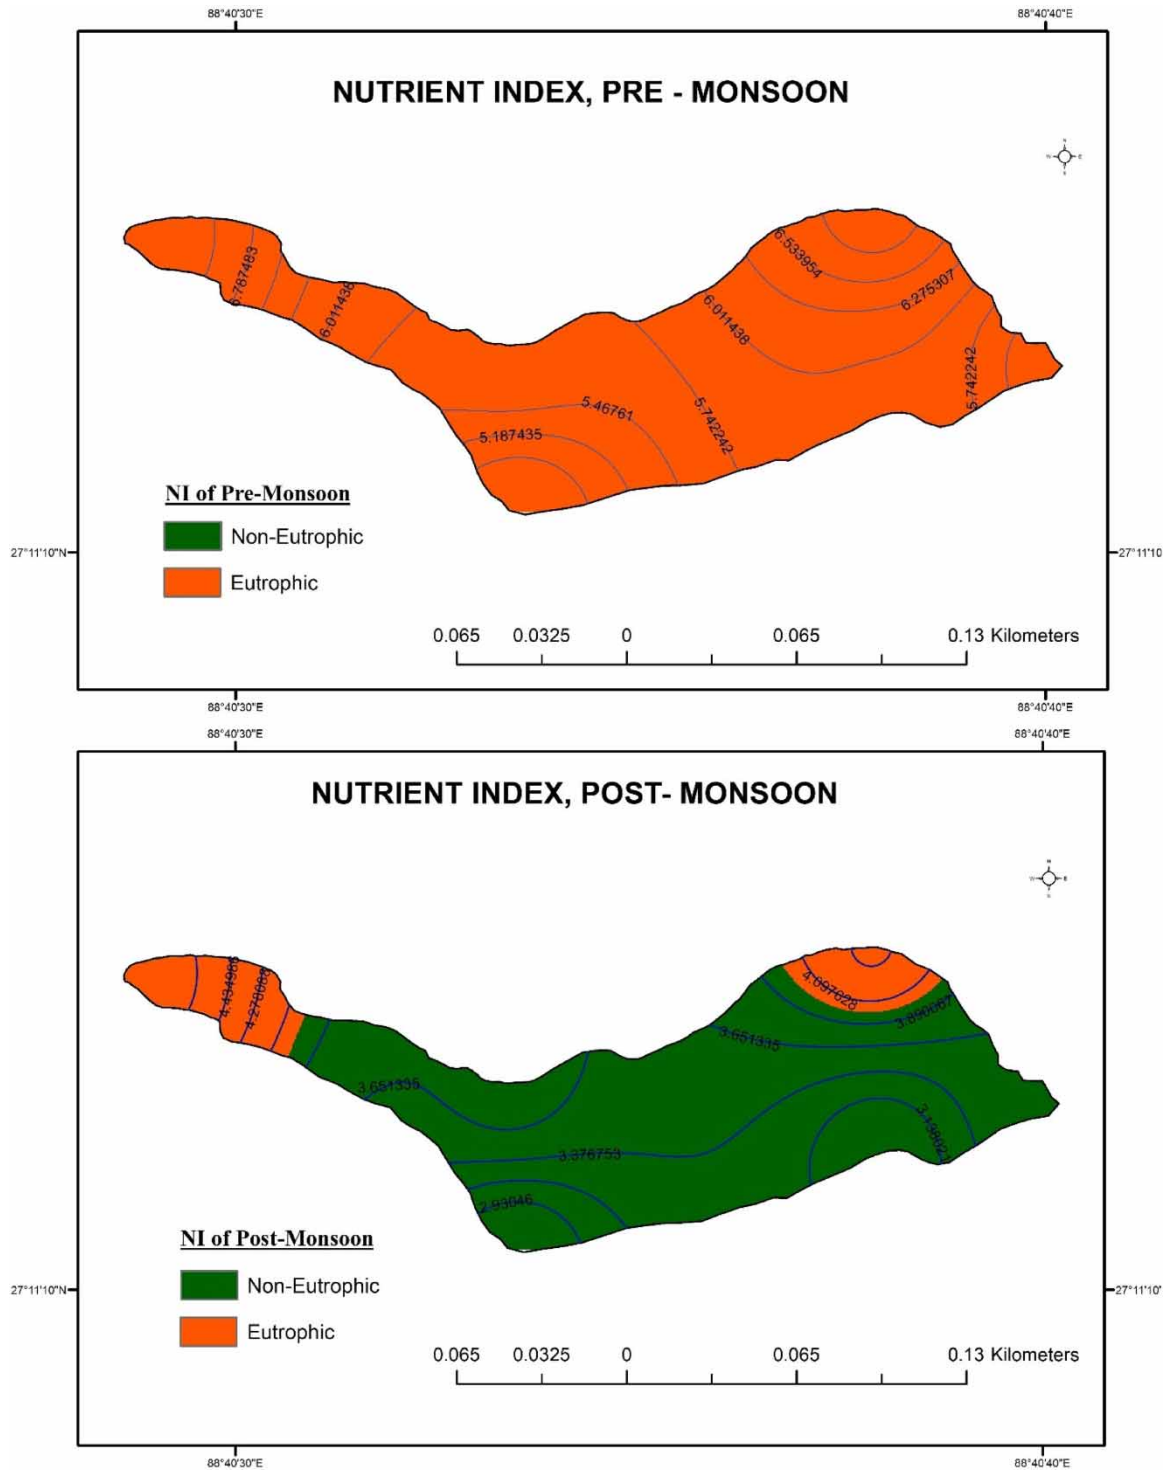 88°40'30"E 88°40'40"E
NUTRIENT INDEX, PRE - MONSOON
N
W E
S
6.533954
6.787483
6.275307
6.011438
6.011438
5.742242
5.46761
5.742242
5.187435
NI of Pre-Monsoon
Non-Eutrophic
27°11'10"N 27°11'10
Eutrophic
0.065 0.0325 0 0.065 0.13 Kilometers
88°40'30"E 88°40'40"E
88°40'30"E 88°40'40"E
NUTRIENT INDEX, POST- MONSOON
N
W E
S
4.434986
4.097628
3.890067
3.651335
3.651335
3.376753
2.93046
NI of Post-Monsoon
Non-Eutrophic
27°11'10"N 27°11'10"
Eutrophic
0.065 0.0325 0 0.065 0.13 Kilometers
88°40'30"E 88°40'40"E